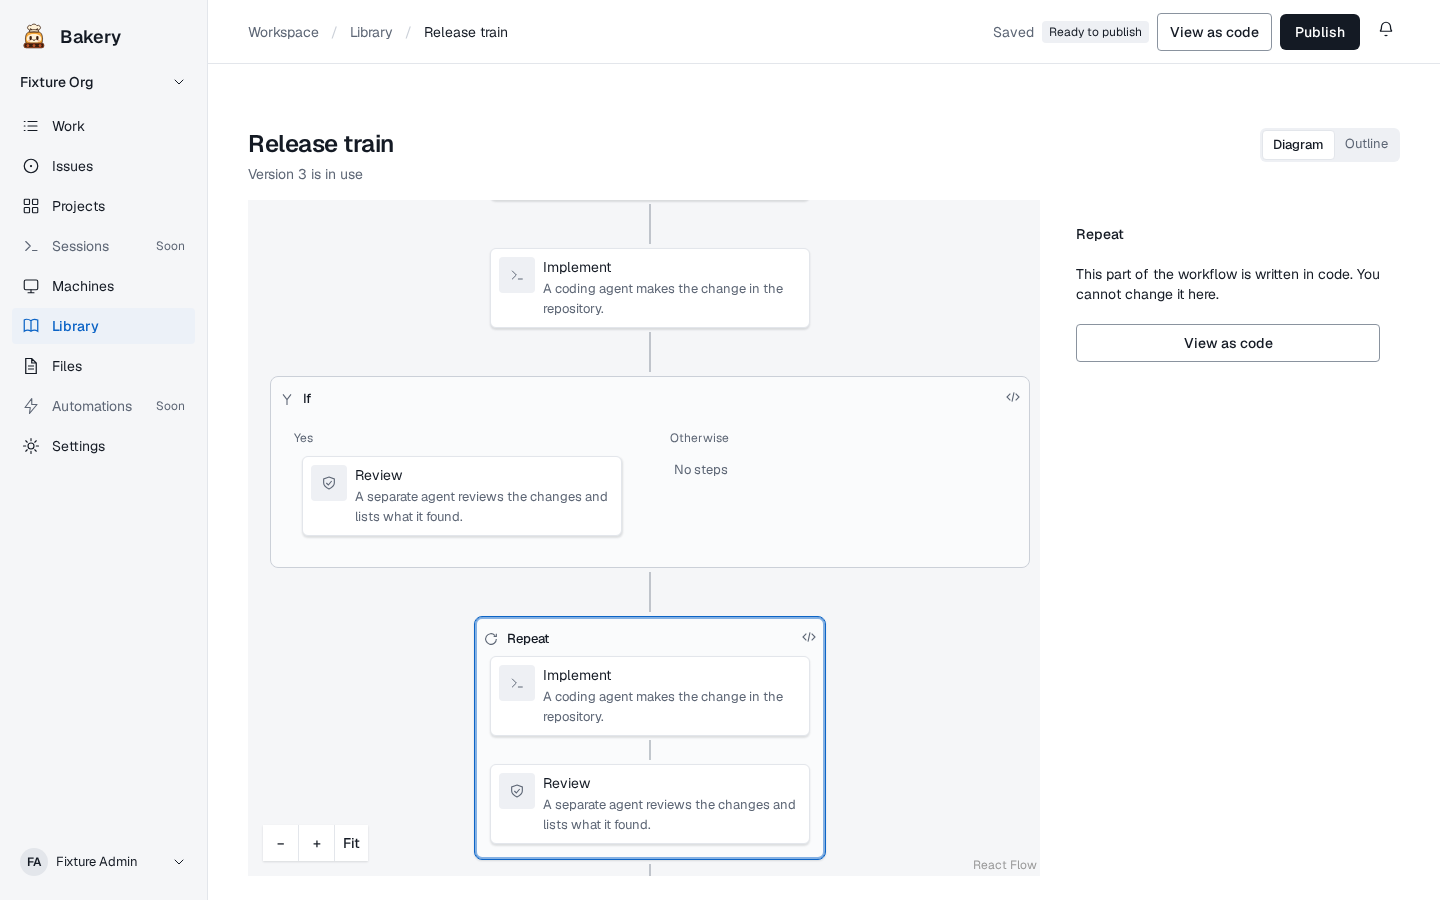 Bakery
Fixture Org
Work
Issues
Projects
Sessions Soon
Machines
Library
Files
Automations Soon
Settings
FA Fixture Admin
Workspace / Library / Release train
Saved Ready to publish View as code Publish
Release train
Version 3 is in use
Diagram Outline
Implement
A coding agent makes the change in the
repository.
If
Yes
Otherwise
Review
A separate agent reviews the changes and
lists what it found.
No steps
Repeat
Implement
A coding agent makes the change in the
repository.
Review
A separate agent reviews the changes and
lists what it found.
− + Fit
React Flow
Repeat
This part of the workflow is written in code. You
cannot change it here.
View as code